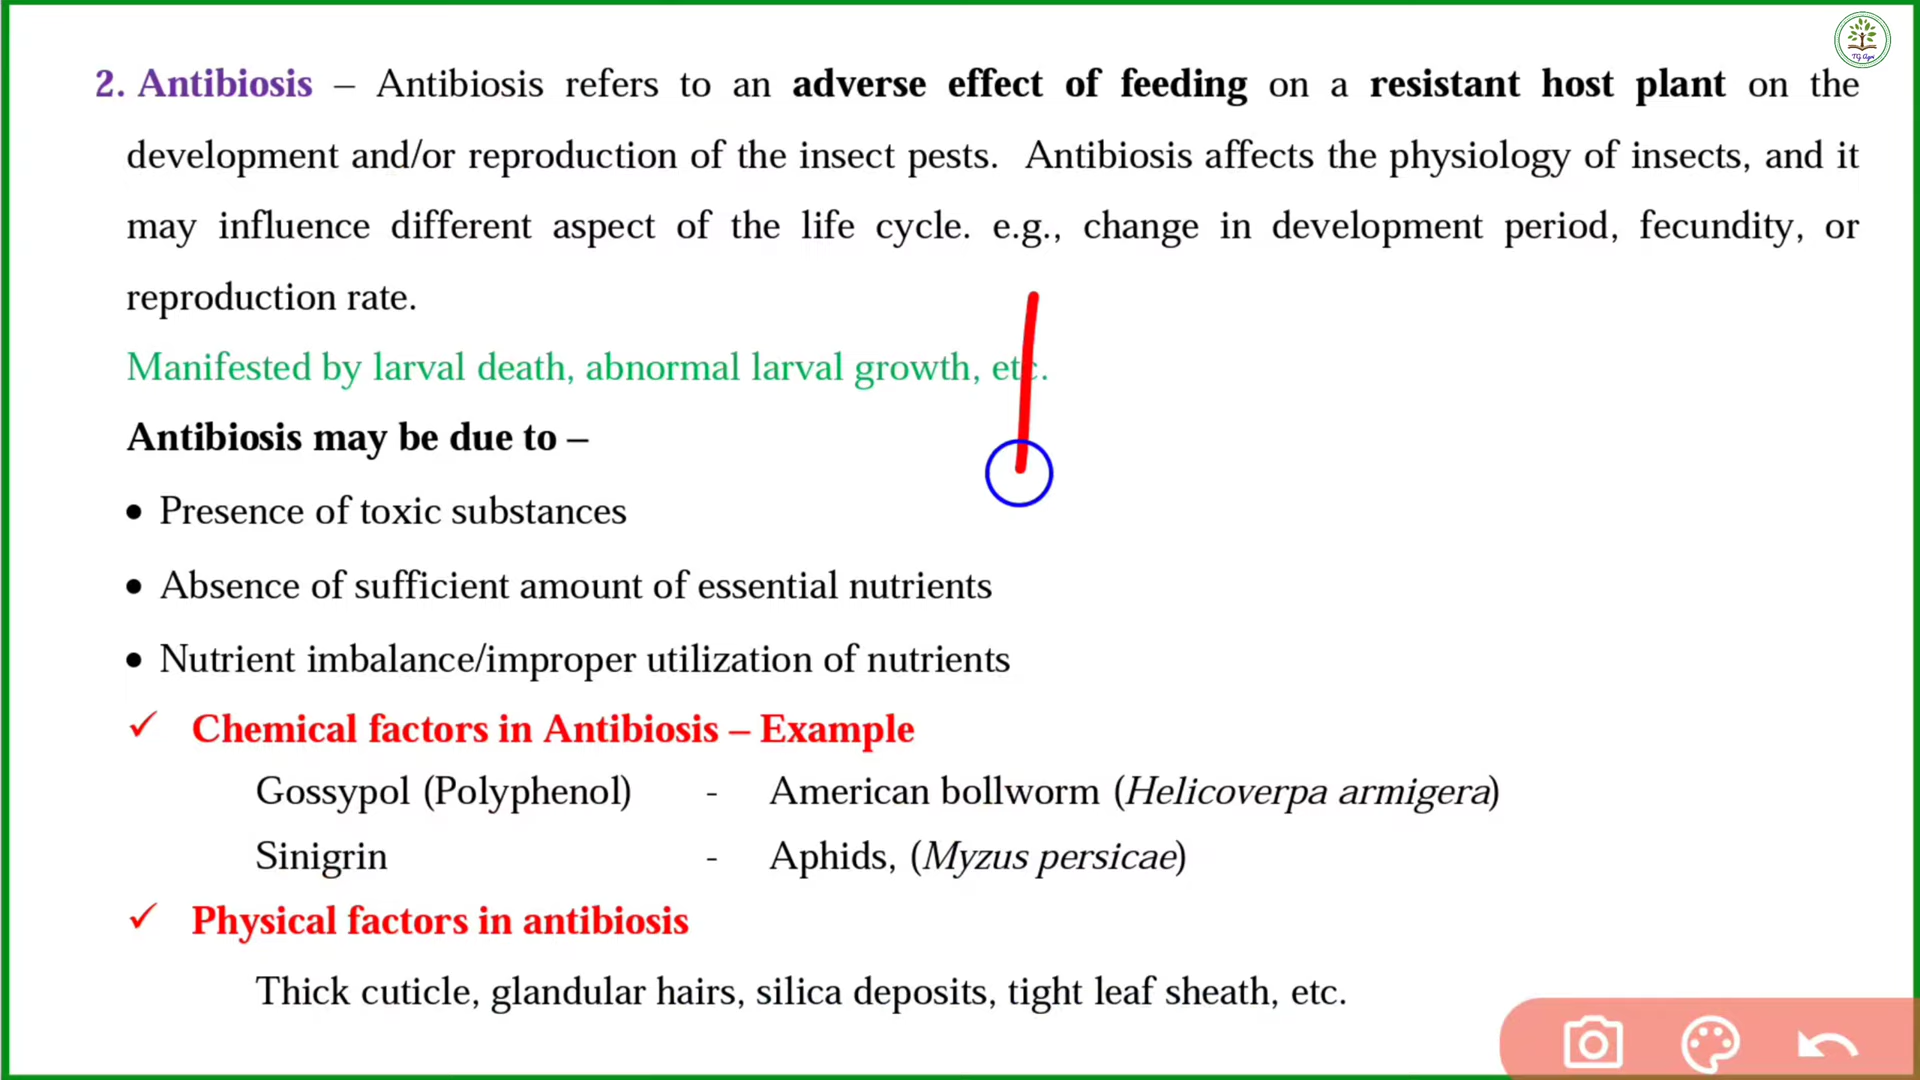 TG Agri
2. Antibiosis – Antibiosis refers to an adverse effect of feeding on a resistant host plant on the
development and/or reproduction of the insect pests. Antibiosis affects the physiology of insects, and it
may influence different aspect of the life cycle. e.g., change in development period, fecundity, or
reproduction rate.
Manifested by larval death, abnormal larval growth, etc.
Antibiosis may be due to –
• Presence of toxic substances
• Absence of sufficient amount of essential nutrients
• Nutrient imbalance/improper utilization of nutrients
✓ Chemical factors in Antibiosis – Example
Gossypol (Polyphenol) - American bollworm (Helicoverpa armigera)
Sinigrin - Aphids, (Myzus persicae)
✓ Physical factors in antibiosis
Thick cuticle, glandular hairs, silica deposits, tight leaf sheath, etc.